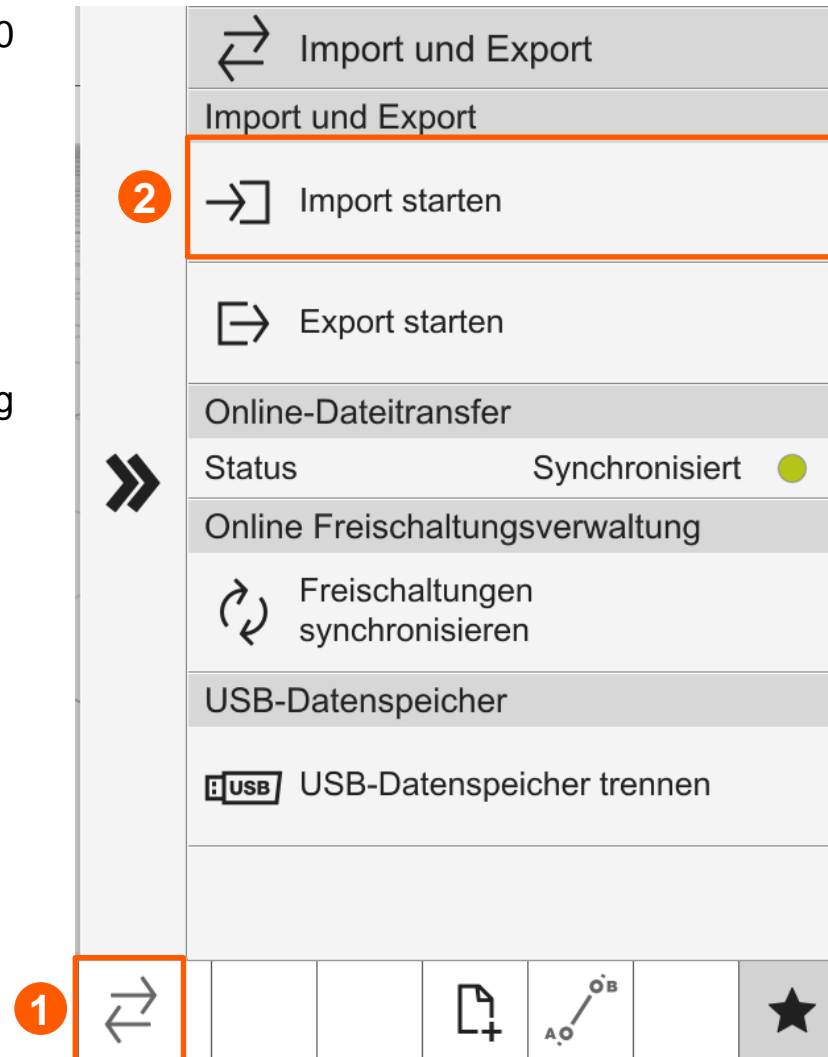 0
Import und Export
Import und Export
2
Import starten
Export starten
g
Online-Dateitransfer
Status Synchronisiert
Online Freischaltungsverwaltung
Freischaltungen
synchronisieren
USB-Datenspeicher
USB USB-Datenspeicher trennen
1
A B